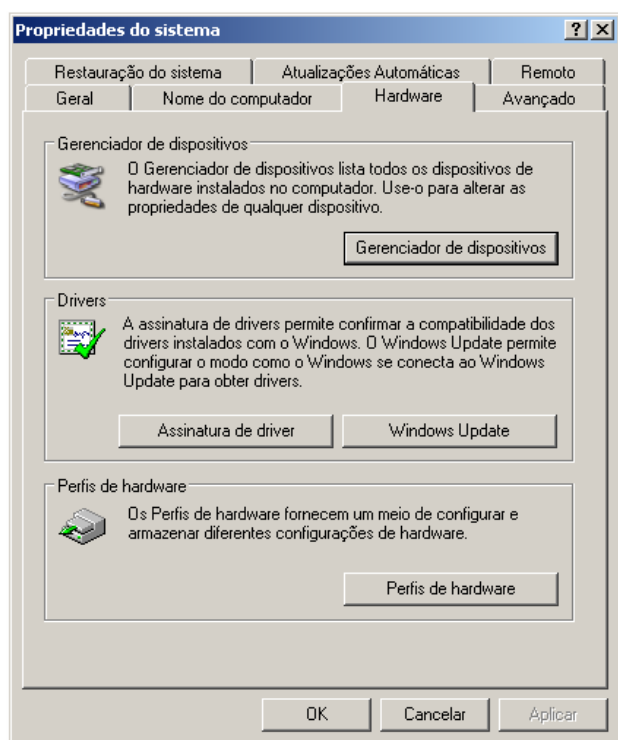 Propriedades do sistema
Restauração do sistema
Atualizações Automáticas
Remoto
Geral
Nome do computador
Hardware
Avançado
Gerenciador de dispositivos
O Gerenciador de dispositivos lista todos os dispositivos de
hardware instalados no computador. Use-o para alterar as
propriedades de qualquer dispositivo.
Gerenciador de dispositivos
Drivers
A assinatura de drivers permite confirmar a compatibilidade dos
drivers instalados com o Windows. O Windows Update permite
configurar o modo como o Windows se conecta ao Windows
Update para obter drivers.
Assinatura de driver
Windows Update
Perfis de hardware
Os Perfis de hardware fornecem um meio de configurar e
armazenar diferentes configurações de hardware.
Perfis de hardware
OK
Cancelar
Aplicar